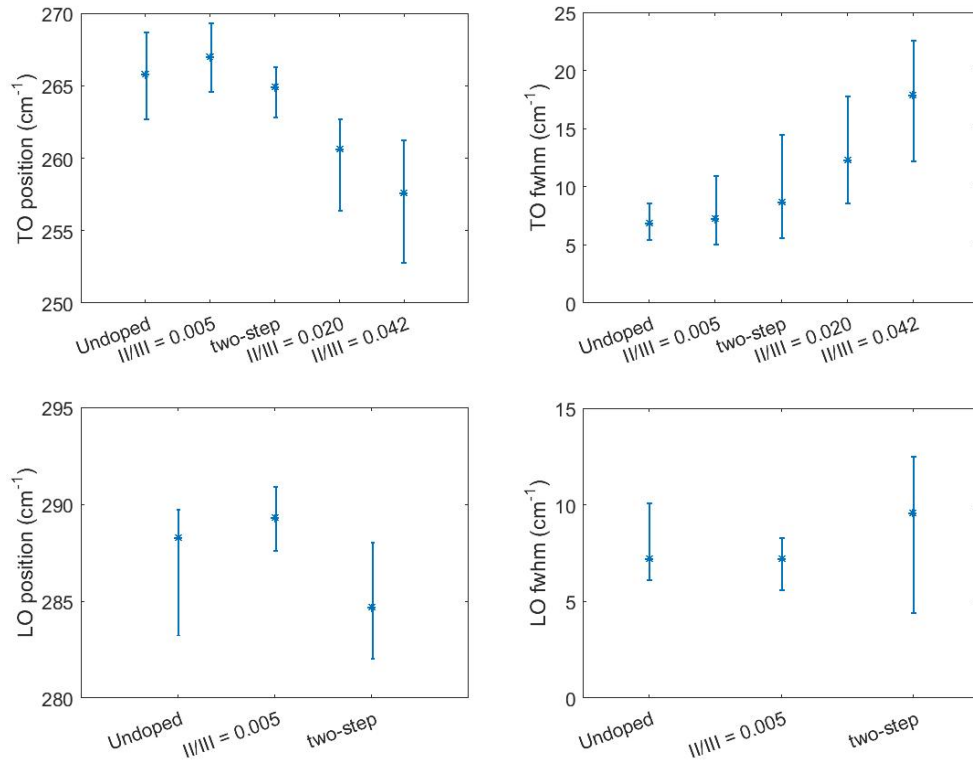 270
265
260
255
250
TO position (cm⁻¹)
Undoped
II/III = 0.005
two-step
II/III = 0.020
II/III = 0.042
25
20
15
10
5
0
TO fwhm (cm⁻¹)
Undoped
II/III = 0.005
two-step
II/III = 0.020
II/III = 0.042
295
290
285
280
LO position (cm⁻¹)
Undoped
II/III = 0.005
two-step
15
10
5
0
LO fwhm (cm⁻¹)
Undoped
II/III = 0.005
two-step